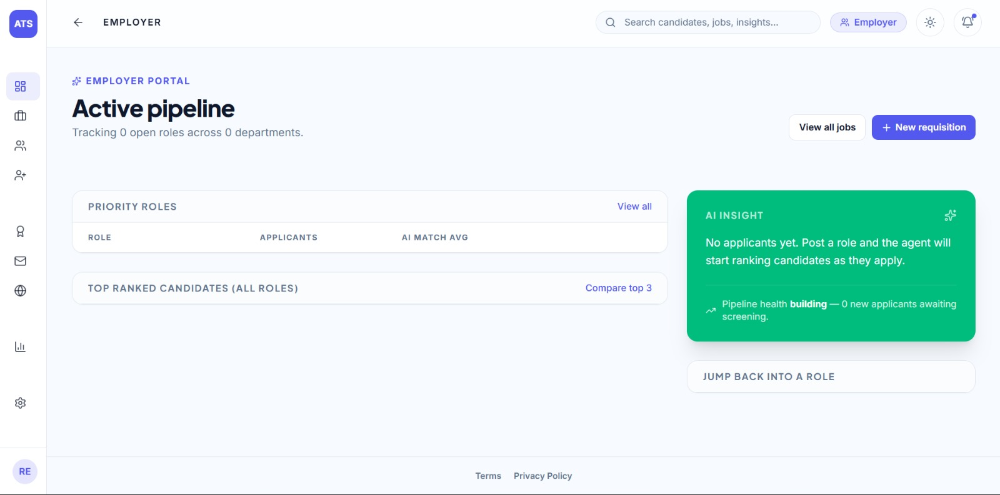 ATS
EMPLOYER
Search candidates, jobs, insights...
Employer
EMPLOYER PORTAL
Active pipeline
Tracking 0 open roles across 0 departments.
View all jobs
New requisition
PRIORITY ROLES
View all
ROLE
APPLICANTS
AI MATCH AVG
TOP RANKED CANDIDATES (ALL ROLES)
Compare top 3
AI INSIGHT
No applicants yet. Post a role and the agent will
start ranking candidates as they apply.
Pipeline health building — 0 new applicants awaiting
screening.
JUMP BACK INTO A ROLE
RE
Terms
Privacy Policy